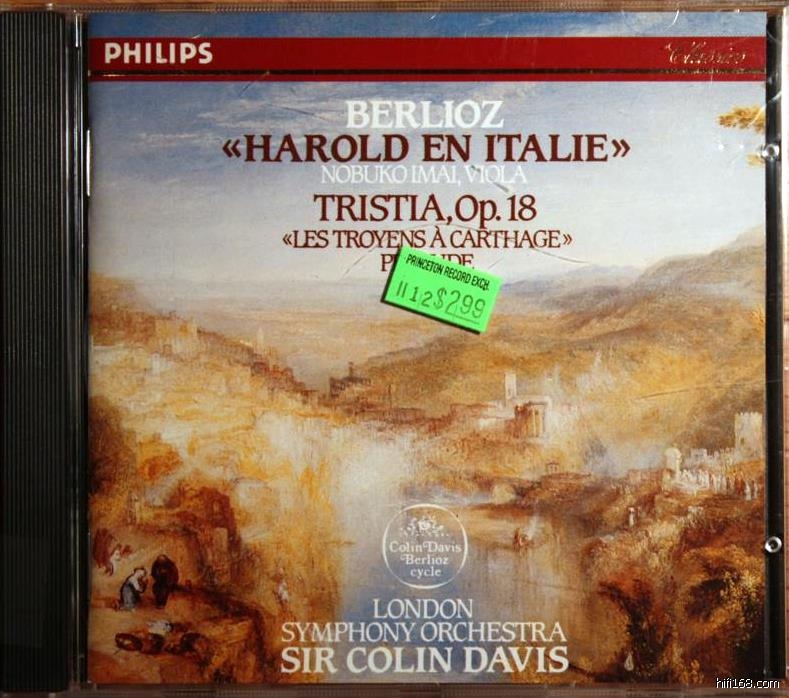 PHILIPS
Classics
BERLIOZ
«HAROLD EN ITALIE»
NOBUKO IMAI, VIOLA
TRISTIA, Op. 18
«LES TROYENS À CARTHAGE»
PRINCETON RECORD EXCH.
11 12 $2.99
Colin Davis
Berlioz
cycle
LONDON
SYMPHONY ORCHESTRA
SIR COLIN DAVIS
hifi168.com